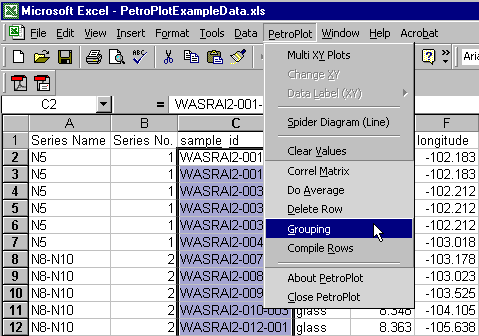 Microsoft Excel - PetroPlotExampleData.xls
File Edit View Insert Format Tools Data PetroPlot Window Help Acrobat
ABC
?
C2 = WASRAI2-001-
Multi XY Plots
Change XY
Data Label (XY)
Spider Diagram (Line)
Clear Values
Correl Matrix
Do Average
Delete Row
Grouping
Compile Rows
About PetroPlot
Close PetroPlot
A B C F
1 Series Name Series No. sample_id longitude
2 N5 1 WASRAI2-001 -102.183
3 N5 1 WASRAI2-001 -102.183
4 N5 1 WASRAI2-003 -102.212
5 N5 1 WASRAI2-003 -102.212
6 N5 1 WASRAI2-003 -102.212
7 N5 1 WASRAI2-004 -103.018
8 N8-N10 2 WASRAI2-007 -103.178
9 N8-N10 2 WASRAI2-008 -103.023
10 N8-N10 2 WASRAI2-009 -103.525
11 N8-N10 2 WASRAI2-010-003 glass 8.348 -104.105
12 N8-N10 2 WASRAI2-012-001 glass 8.363 -105.263